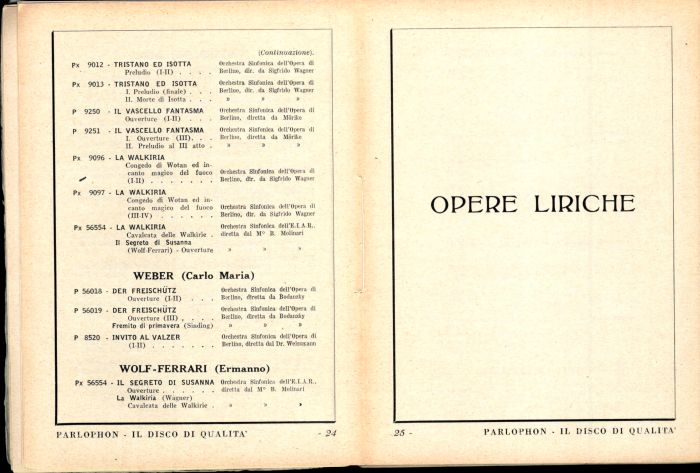 (Continuazione).
Px 9012 - TRISTANO ED ISOTTA Orchestra Sinfonica dell'Opera di
Preludio (I-II) . . . . Berlino, dir. da Sigfrido Wagner
Px 9013 - TRISTANO ED ISOTTA Orchestra Sinfonica dell'Opera di
I. Preludio (finale) . . . Berlino, dir. da Sigfrido Wagner
II. Morte di Isotta . . . » » »
P 9250 - IL VASCELLO FANTASMA Orchestra Sinfonica dell'Opera di
Ouverture (I-II) . . . Berlino, diretta da Mörike
P 9251 - IL VASCELLO FANTASMA Orchestra Sinfonica dell'Opera di
I. Ouverture (III) . . . Berlino, diretta da Mörike
II. Preludio al III atto . » » »
Px 9096 - LA WALKIRIA
Congedo di Wotan ed in-
canto magico del fuoco Orchestra Sinfonica dell'Opera di
(I-II) . . . . . . . Berlino, dir. da Sigfrido Wagner
Px 9097 - LA WALKIRIA
Congedo di Wotan ed in-
canto magico del fuoco Orchestra Sinfonica dell'Opera di
(III-IV) . . . . . . Berlino, dir. da Sigfrido Wagner
Px 56554 - LA WALKIRIA Orchestra Sinfonica dell'E.I.A.R.,
Cavalcata delle Walkirie . diretta dal Mº B. Molinari
Il Segreto di Susanna
(Wolf-Ferrari) - Ouverture » » »
WEBER (Carlo Maria)
P 56018 - DER FREISCHÜTZ Orchestra Sinfonica dell'Opera di
Ouverture (I-II) . . . Berlino, diretta da Bodanzky
P 56019 - DER FREISCHÜTZ Orchestra Sinfonica dell'Opera di
Ouverture (III) . . . . Berlino, diretta da Bodanzky
Fremito di primavera (Sinding) » » »
P 8520 - INVITO AL VALZER Orchestra Sinfonica dell'Opera di
(I-II) . . . . . . . Berlino, diretta dal Dr. Weissmann
WOLF-FERRARI (Ermanno)
Px 56554 - IL SEGRETO DI SUSANNA Orchestra Sinfonica dell'E.I.A.R.,
Ouverture . . . . . . diretta dal Mº B. Molinari
La Walkiria (Wagner)
Cavalcata delle Walkirie . » » »
PARLOPHON - IL DISCO DI QUALITA' - 24
OPERE LIRICHE
25 - PARLOPHON - IL DISCO DI QUALITA'